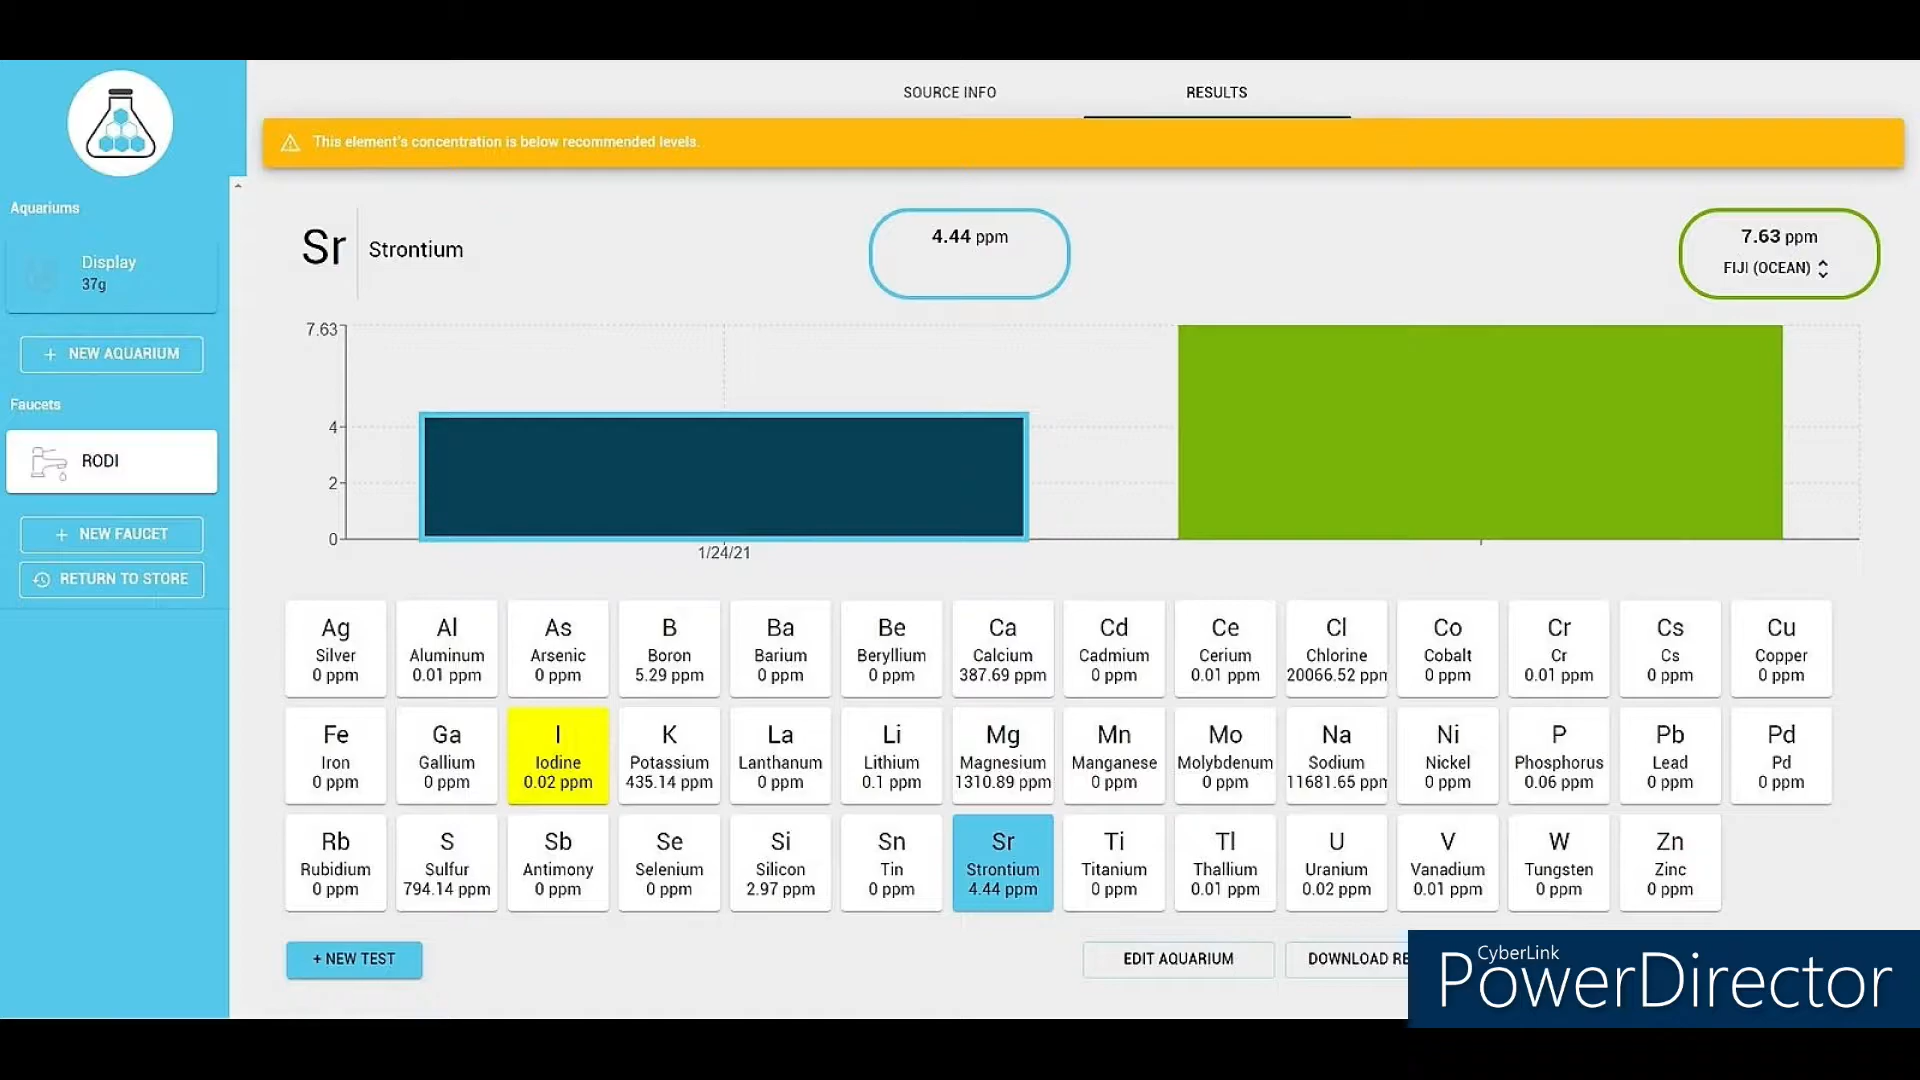 SOURCE INFO
RESULTS
This element's concentration is below recommended levels.
Aquariums
Display
37g
+ NEW AQUARIUM
Faucets
RODI
+ NEW FAUCET
RETURN TO STORE
Sr
Strontium
4.44 ppm
7.63 ppm
FIJI (OCEAN)
7.63
4
2
0
1/24/21
Ag
Silver
0 ppm
Al
Aluminum
0.01 ppm
As
Arsenic
0 ppm
B
Boron
5.29 ppm
Ba
Barium
0 ppm
Be
Beryllium
0 ppm
Ca
Calcium
387.69 ppm
Cd
Cadmium
0 ppm
Ce
Cerium
0.01 ppm
Cl
Chlorine
20066.52 ppm
Co
Cobalt
0 ppm
Cr
Cr
0.01 ppm
Cs
Cs
0 ppm
Cu
Copper
0 ppm
Fe
Iron
0 ppm
Ga
Gallium
0 ppm
I
Iodine
0.02 ppm
K
Potassium
435.14 ppm
La
Lanthanum
0 ppm
Li
Lithium
0.1 ppm
Mg
Magnesium
1310.89 ppm
Mn
Manganese
0 ppm
Mo
Molybdenum
0 ppm
Na
Sodium
11681.65 ppm
Ni
Nickel
0 ppm
P
Phosphorus
0.06 ppm
Pb
Lead
0 ppm
Pd
Pd
0 ppm
Rb
Rubidium
0 ppm
S
Sulfur
794.14 ppm
Sb
Antimony
0 ppm
Se
Selenium
0 ppm
Si
Silicon
2.97 ppm
Sn
Tin
0 ppm
Sr
Strontium
4.44 ppm
Ti
Titanium
0 ppm
Tl
Thallium
0.01 ppm
U
Uranium
0.02 ppm
V
Vanadium
0.01 ppm
W
Tungsten
0 ppm
Zn
Zinc
0 ppm
+ NEW TEST
EDIT AQUARIUM
DOWNLOAD RE
CyberLink
PowerDirector